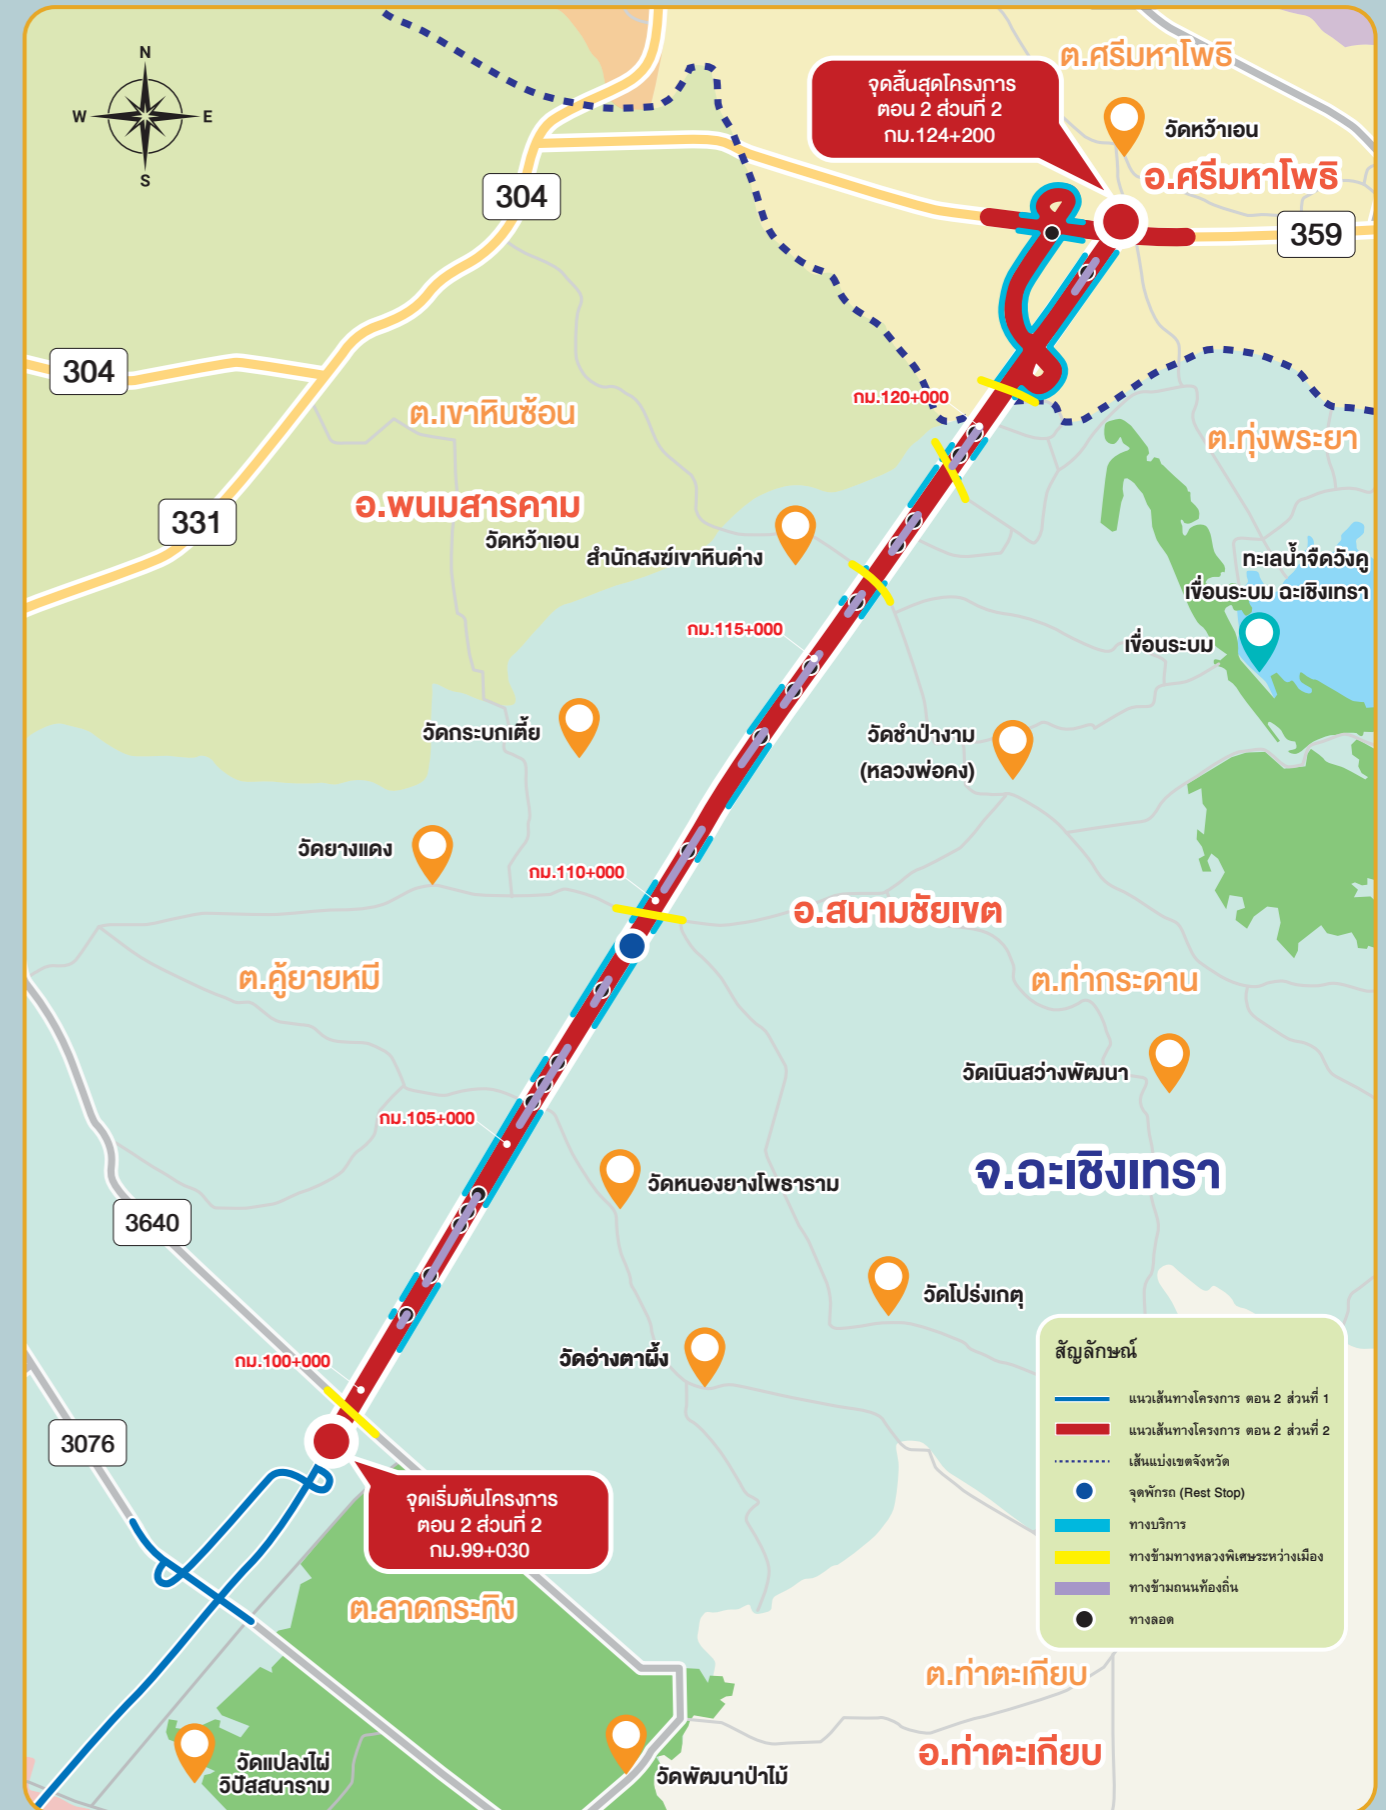 N
W
E
S
ต.ศรีมหาโพธิ
จุดสิ้นสุดโครงการ
ตอน 2 ส่วนที่ 2
กม.124+200
วัดหว้าเอน
อ.ศรีมหาโพธิ
304
359
304
กม.120+000
ต.เขาหินซ้อน
ต.ทุ่งพระยา
อ.พนมสารคาม
331
วัดหว้าเอน
สำนักสงฆ์เขาหินด่าง
ทะเลน้ำจืดวังคู
เขื่อนระบม ฉะเชิงเทรา
กม.115+000
เขื่อนระบม
วัดกระบกเตี้ย
วัดชำป่างาม
(หลวงพ่อคง)
วัดยางแดง
กม.110+000
อ.สนามชัยเขต
ต.คู้ยายหมี
ต.ท่ากระดาน
วัดเนินสว่างพัฒนา
กม.105+000
จ.ฉะเชิงเทรา
วัดหนองยางโพธาราม
3640
วัดโปร่งเกตุ
วัดอ่างตาผึ้ง
กม.100+000
3076
จุดเริ่มต้นโครงการ
ตอน 2 ส่วนที่ 2
กม.99+030
สัญลักษณ์
แนวเส้นทางโครงการ ตอน 2 ส่วนที่ 1
แนวเส้นทางโครงการ ตอน 2 ส่วนที่ 2
เส้นแบ่งเขตจังหวัด
จุดพักรถ (Rest Stop)
ทางบริการ
ทางข้ามทางหลวงพิเศษระหว่างเมือง
ทางข้ามถนนท้องถิ่น
ทางลอด
ต.ลาดกระทิง
ต.ท่าตะเกียบ
อ.ท่าตะเกียบ
วัดแปลงไผ่
วิปัสสนาราม
วัดพัฒนาป่าไม้